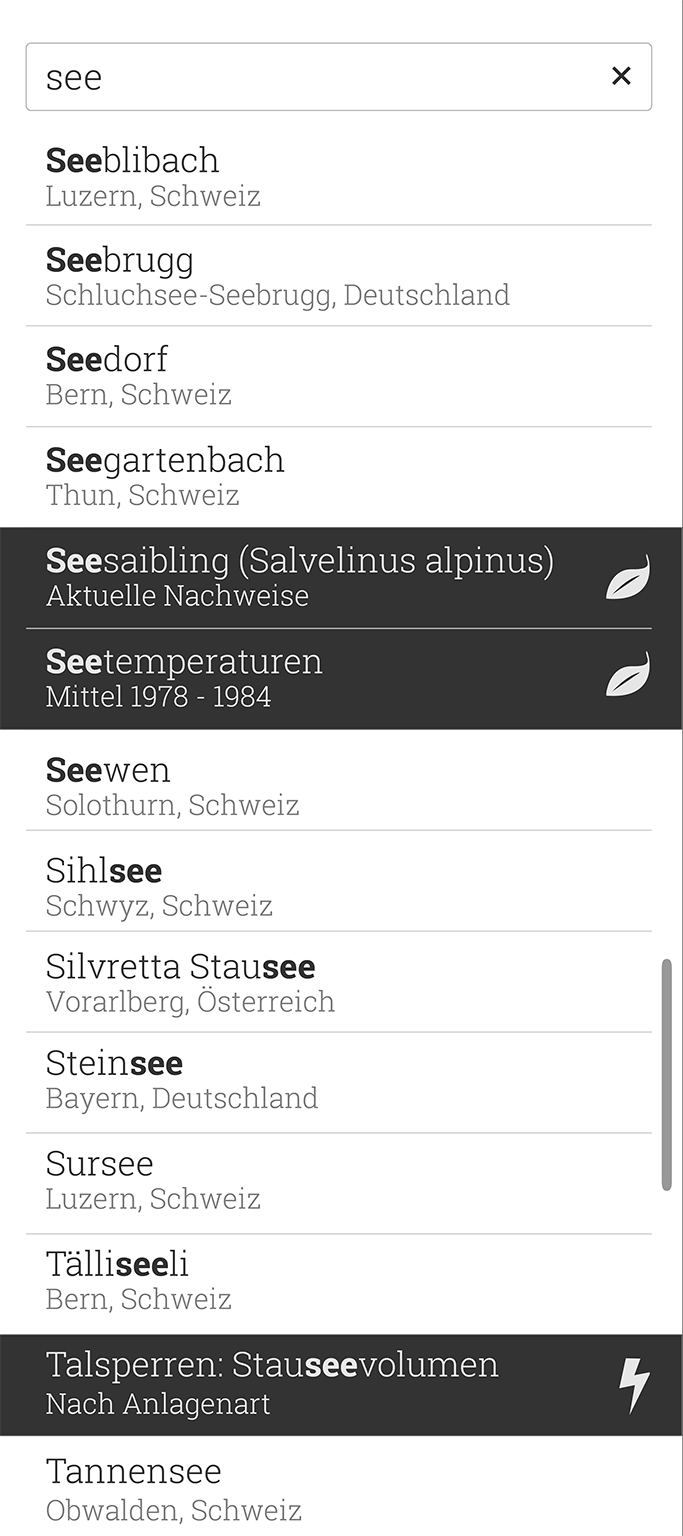 see
Seeblibach
Luzern, Schweiz
Seebrugg
Schluchsee-Seebrugg, Deutschland
Seedorf
Bern, Schweiz
Seegartenbach
Thun, Schweiz
Seesaibling (Salvelinus alpinus)
Aktuelle Nachweise
Seetemperaturen
Mittel 1978 - 1984
Seewen
Solothurn, Schweiz
Sihlsee
Schwyz, Schweiz
Silvretta Stausee
Vorarlberg, Österreich
Steinsee
Bayern, Deutschland
Sursee
Luzern, Schweiz
Tälliseeli
Bern, Schweiz
Talsperren: Stauseevolumen
Nach Anlagenart
Tannensee
Obwalden, Schweiz